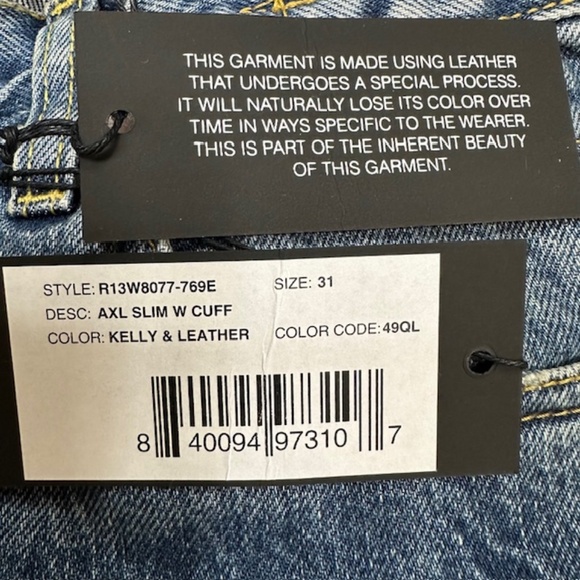 THIS GARMENT IS MADE USING LEATHER
THAT UNDERGOES A SPECIAL PROCESS.
IT WILL NATURALLY LOSE ITS COLOR OVER
TIME IN WAYS SPECIFIC TO THE WEARER.
THIS IS PART OF THE INHERENT BEAUTY
OF THIS GARMENT.
STYLE: R13W8077-769E SIZE: 31
DESC: AXL SLIM W CUFF
COLOR: KELLY & LEATHER COLOR CODE: 49QL
8 40094 97310 7